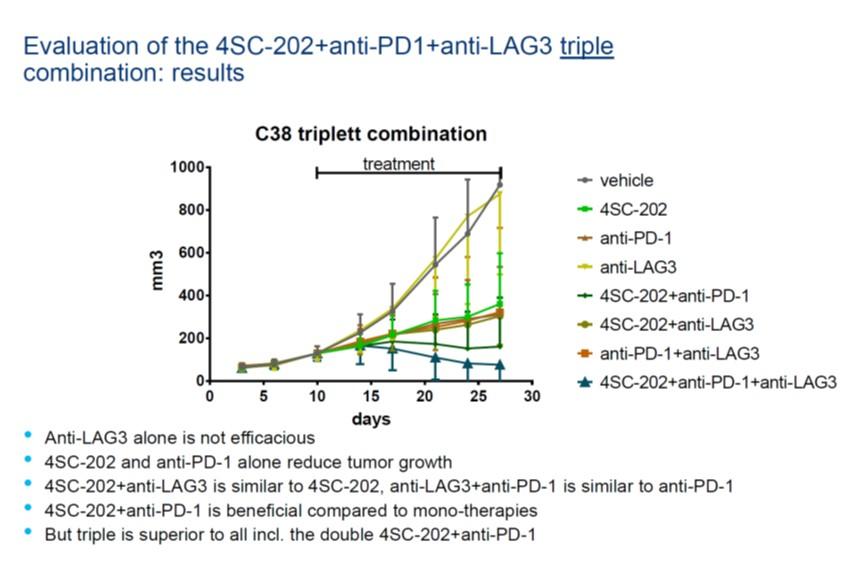 Evaluation of the 4SC-202+anti-PD1+anti-LAG3 triple
combination: results
C38 triplett combination
treatment
1000
800
600
400
200
0
mm3
0 5 10 15 20 25 30
days
vehicle
4SC-202
anti-PD-1
anti-LAG3
4SC-202+anti-PD-1
4SC-202+anti-LAG3
anti-PD-1+anti-LAG3
4SC-202+anti-PD-1+anti-LAG3
• Anti-LAG3 alone is not efficacious
• 4SC-202 and anti-PD-1 alone reduce tumor growth
• 4SC-202+anti-LAG3 is similar to 4SC-202, anti-LAG3+anti-PD-1 is similar to anti-PD-1
• 4SC-202+anti-PD-1 is beneficial compared to mono-therapies
• But triple is superior to all incl. the double 4SC-202+anti-PD-1